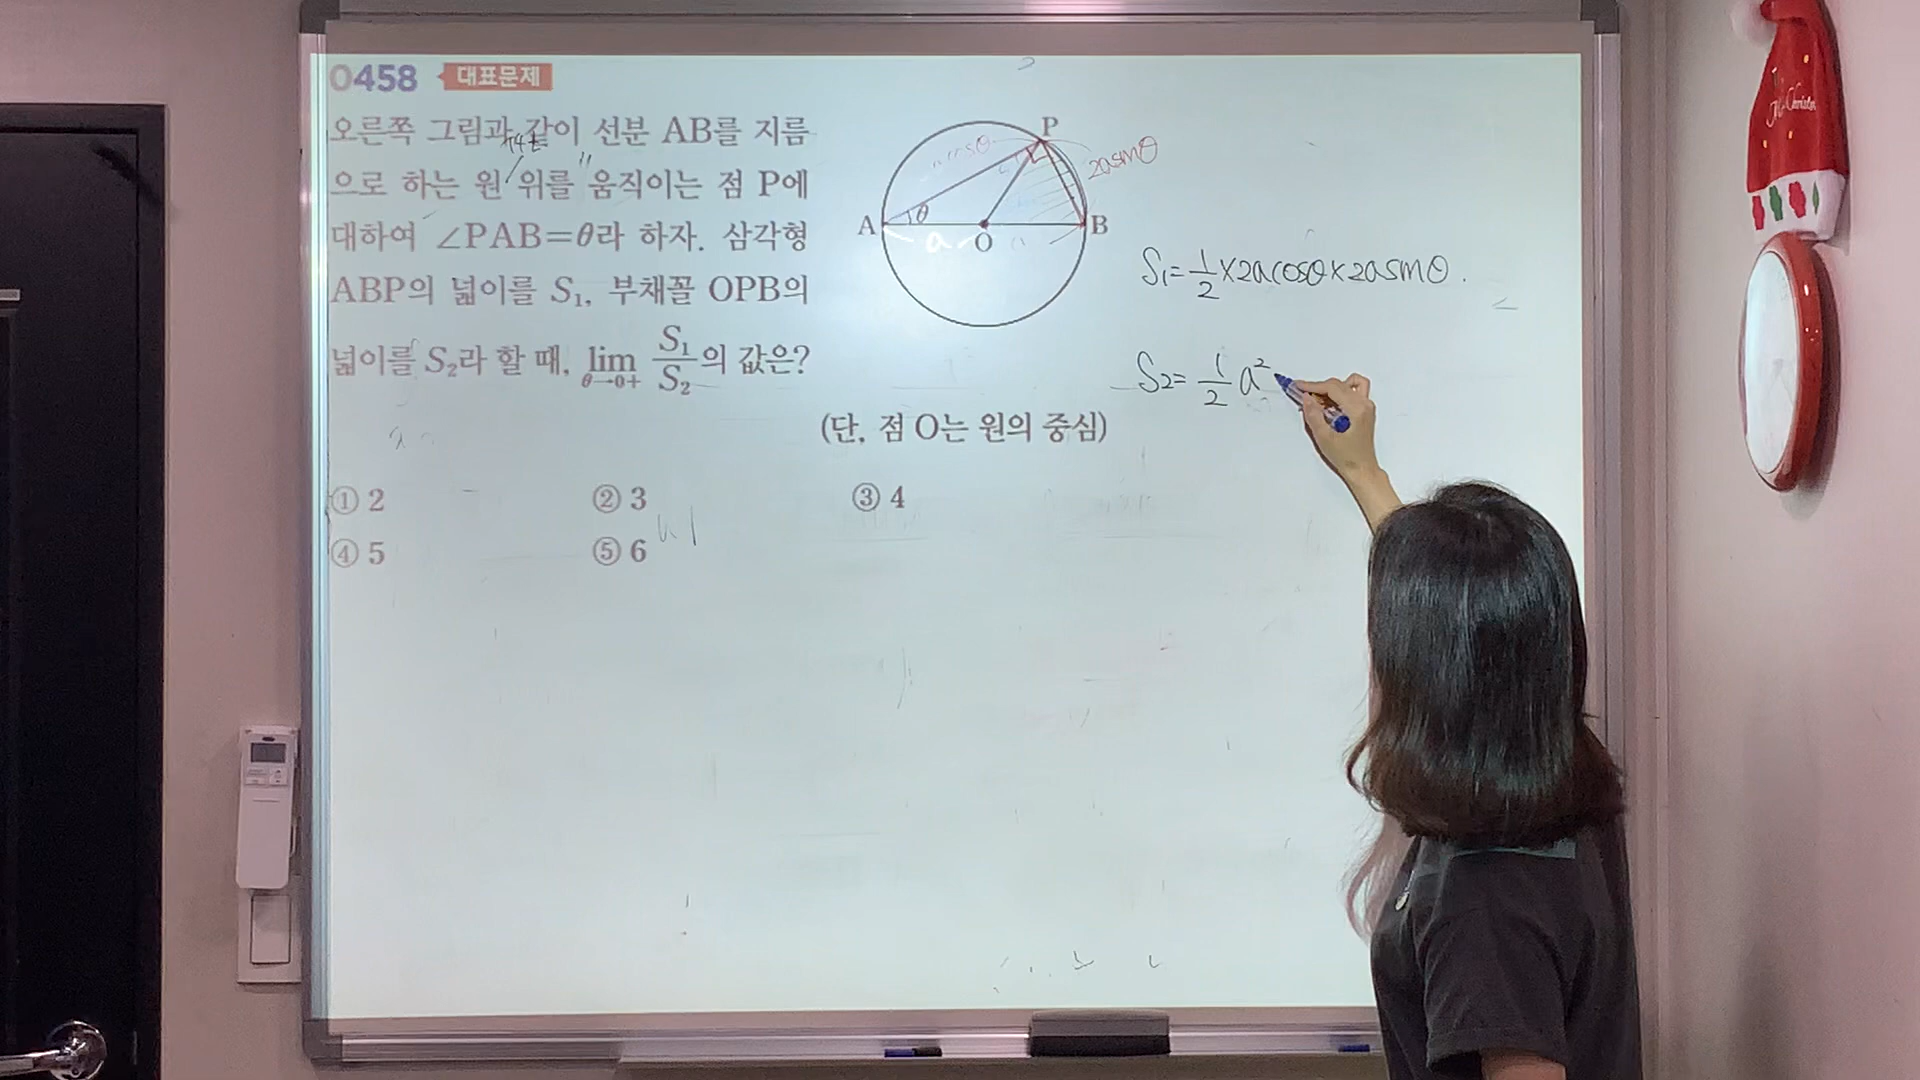 0458 대표문제
오른쪽 그림과 같이 선분 AB를 지름
으로 하는 원 위를 움직이는 점 P에
대하여 ∠PAB=θ라 하자. 삼각형
ABP의 넓이를 S₁, 부채꼴 OPB의
넓이를 S₂라 할 때, lim θ→0+ S₁/S₂의 값은?
(단, 점 O는 원의 중심)
① 2 ② 3 ③ 4
④ 5 ⑤ 6
P
cosθ
2asinθ
A θ B
a O
S₁=1/2×2acosθ×2asinθ.
S₂=1/2a²